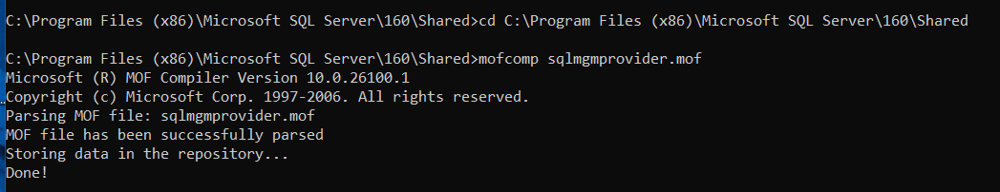 C:\Program Files (x86)\Microsoft SQL Server\160\Shared>cd C:\Program Files (x86)\Microsoft SQL Server\160\Shared
C:\Program Files (x86)\Microsoft SQL Server\160\Shared>mofcomp sqlmgmprovider.mof
Microsoft (R) MOF Compiler Version 10.0.26100.1
Copyright (c) Microsoft Corp. 1997-2006. All rights reserved.
Parsing MOF file: sqlmgmprovider.mof
MOF file has been successfully parsed
Storing data in the repository...
Done!